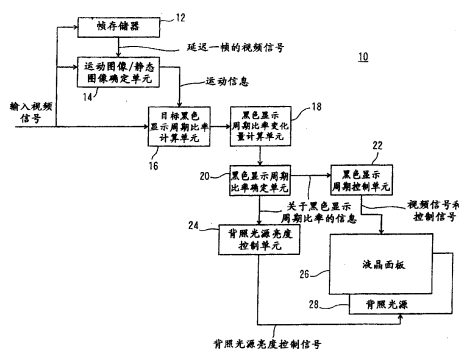 帧存储器
12
延迟一帧的视频信号
10
运动图像/静态
图像确定单元
14
运动信息
输入视频
信号
目标黑色
显示周期比率
计算单元
16
黑色显示
周期比率变化
量计算单元
18
20
黑色显示周期
比率确定单元
22
黑色显示
周期控制单元
关于黑色显示
周期比率的信息
视频信号和
控制信号
24
背照光源亮度
控制单元
液晶面板
26
28
背照光源
背照光源亮度控制信号